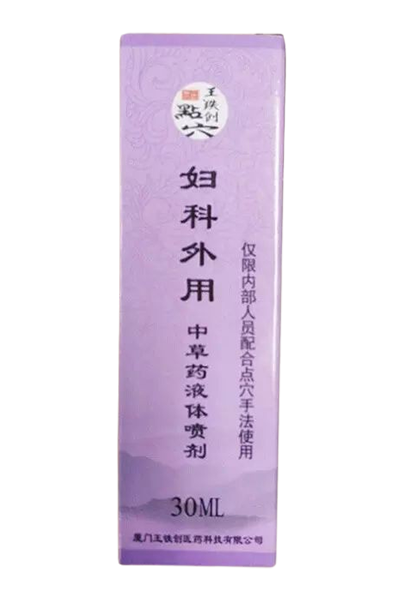 王铁创
點穴
妇科外用
中草药液体喷剂
仅限内部人员配合点穴手法使用
30ML
厦门王铁创医药科技有限公司